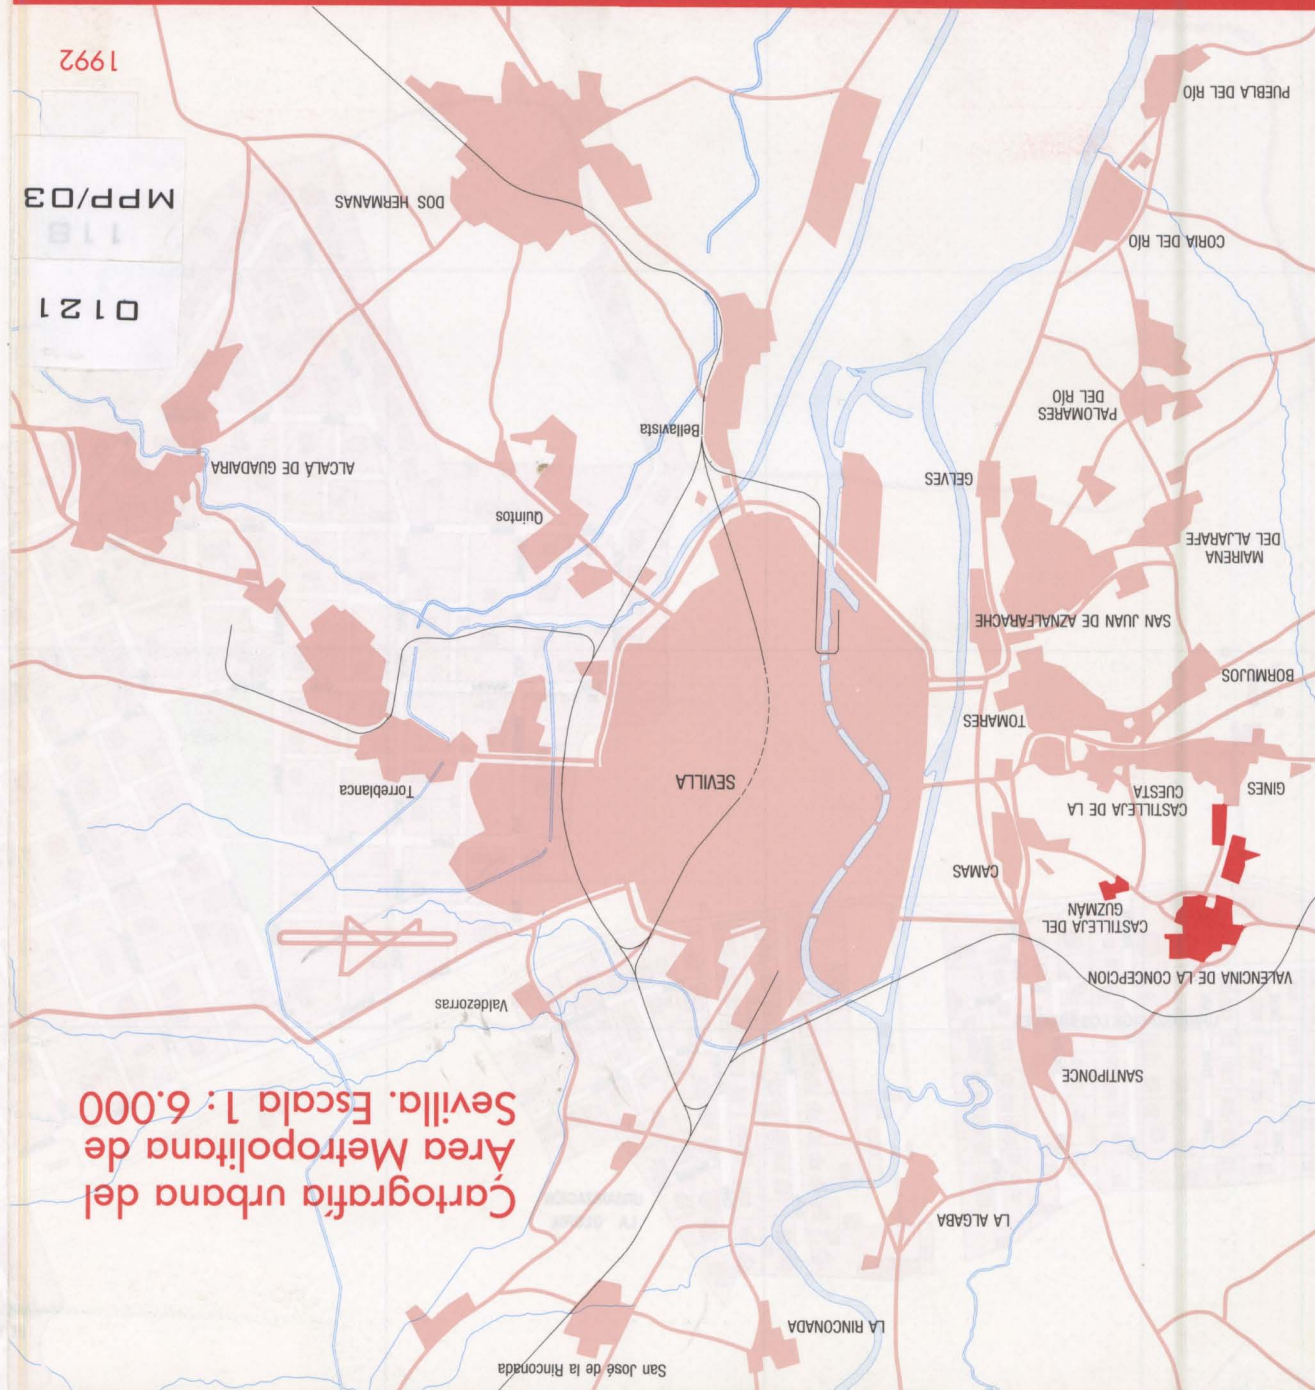 San José de la Rinconada
LA RINCONADA
LA ALGABA
Cartografía urbana del
Área Metropolitana de
Sevilla. Escala 1: 6.000
SANTIPONCE
VALENCINA DE LA CONCEPCION
Valdezorras
CASTILLEJA DEL
GUZMÁN
CAMAS
CASTILLEJA DE LA
CUESTA
GINES
SEVILLA
Torreblanca
TOMARES
BORMUJOS
SAN JUAN DE AZNALFARACHE
MAIRENA
DEL ALJARAFE
Quintos
GELVES
ALCALÁ DE GUADAIRA
Bellavista
PALOMARES
DEL RÍO
0121
CORIA DEL RÍO
118
DOS HERMANAS
MPP/03
PUEBLA DEL RÍO
1992